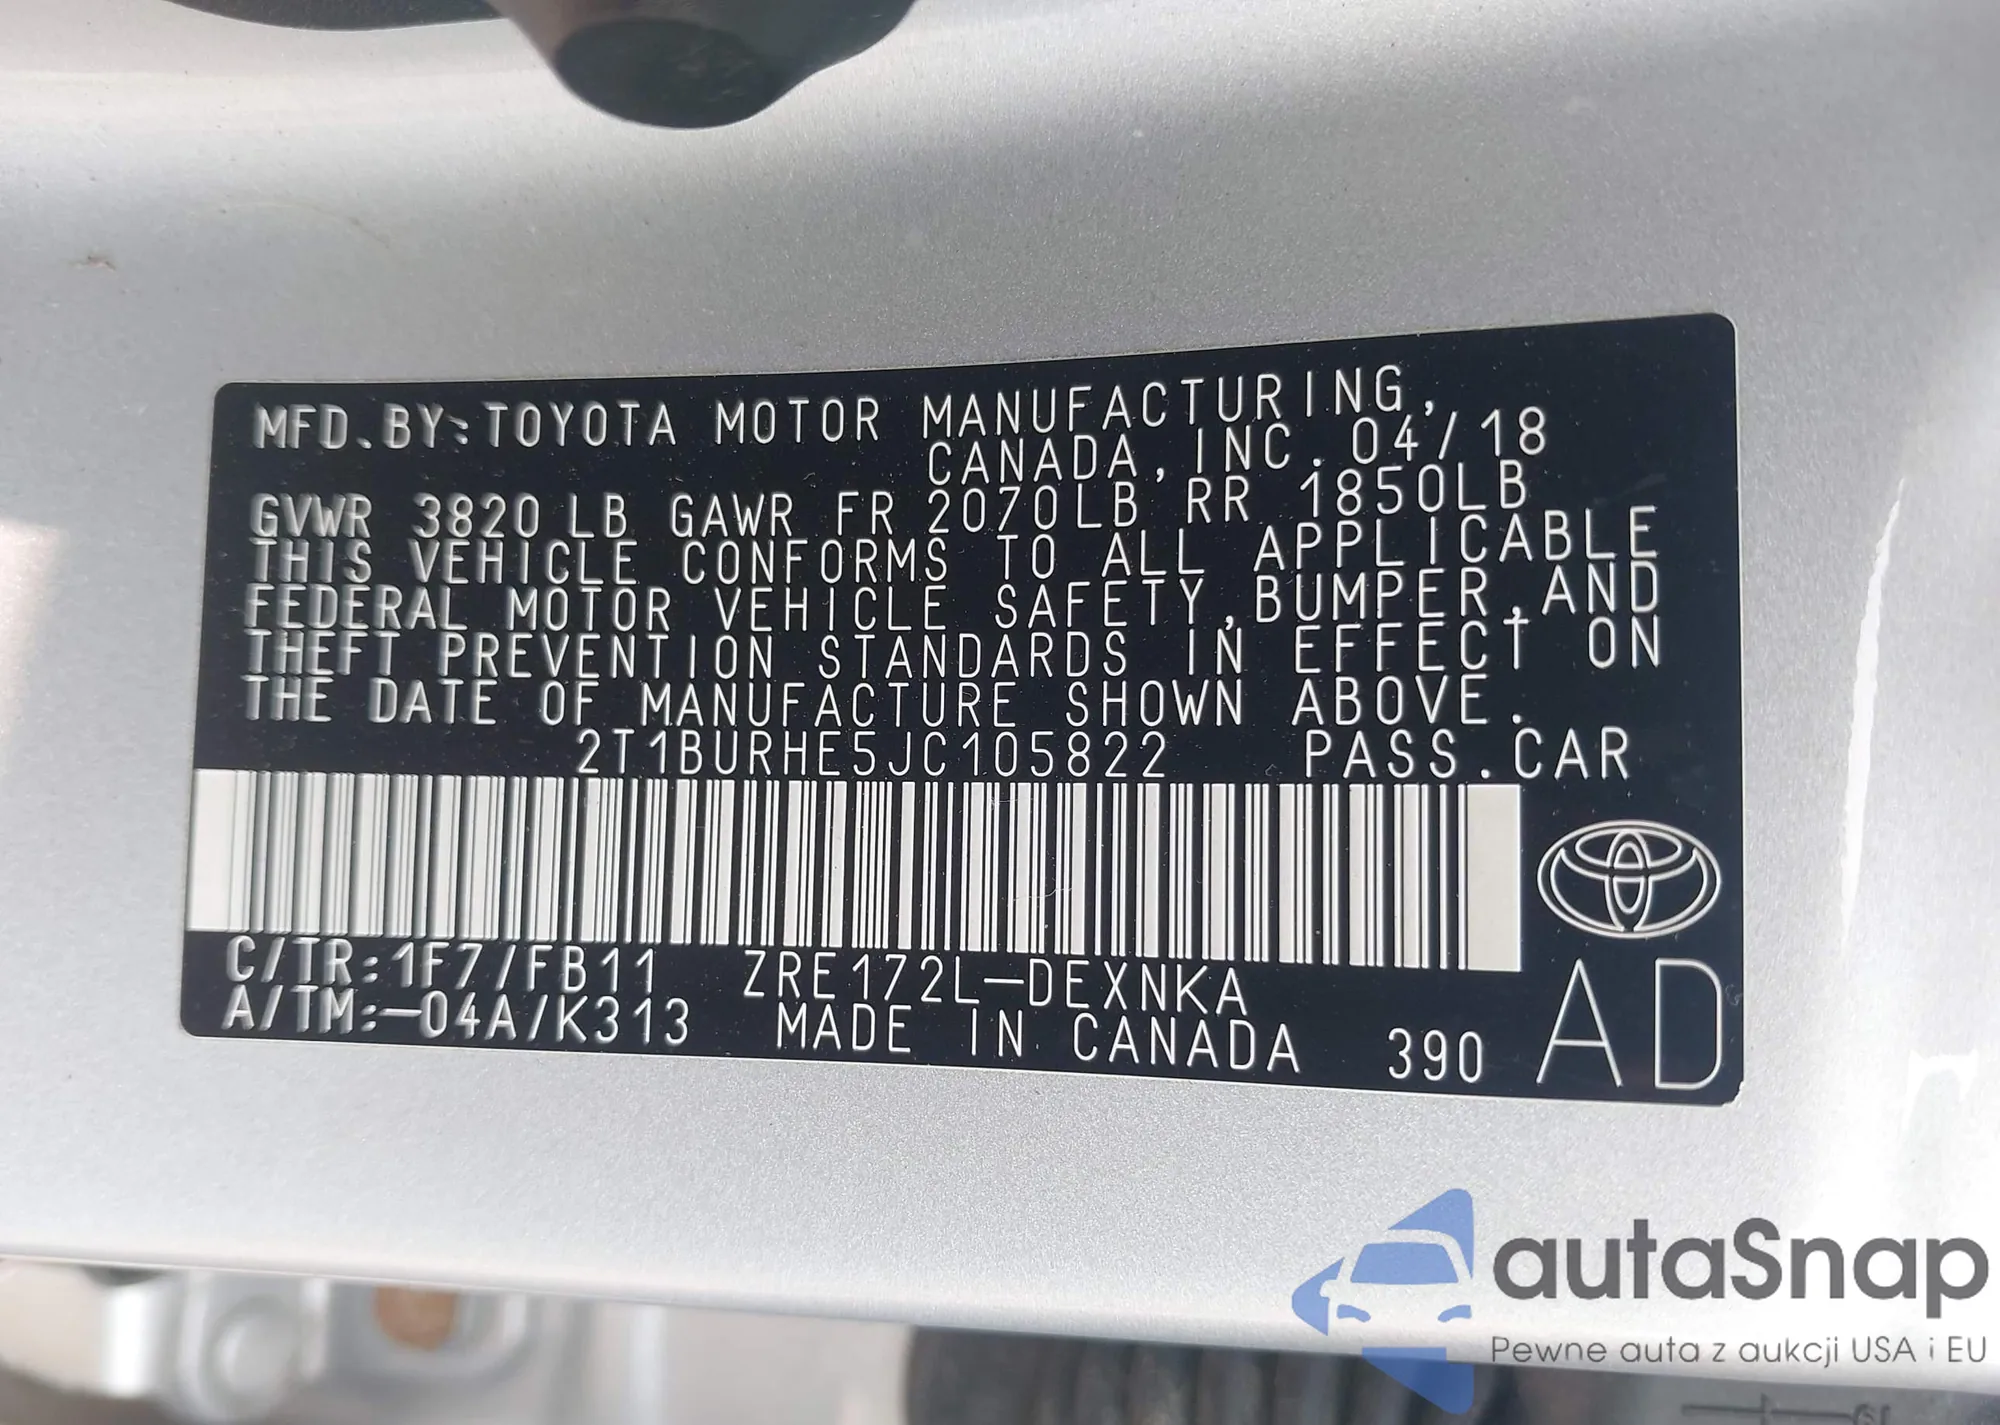 MFD.BY:TOYOTA MOTOR MANUFACTURING,
CANADA,INC.04/18
GVWR 3820LB GAWR FR 2070LB RR 1850LB
THIS VEHICLE CONFORMS TO ALL APPLICABLE
FEDERAL MOTOR VEHICLE SAFETY,BUMPER,AND
THEFT PREVENTION STANDARDS IN EFFECT ON
THE DATE OF MANUFACTURE SHOWN ABOVE.
2T1BURHE5JC105822 PASS.CAR
C/TR:1F7/FB11 ZRE172L-DEXNKA
A/TM:-04A/K313 MADE IN CANADA 390
AD
autaSnap
Pewne auta z aukcji USA i EU